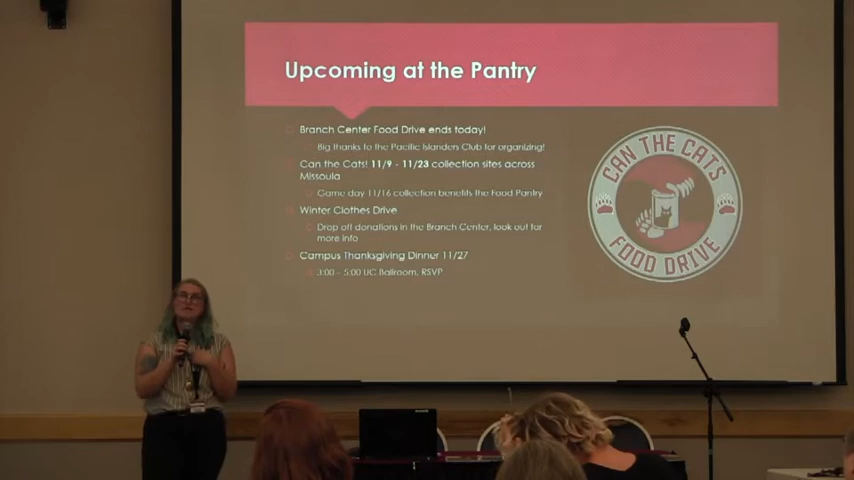 Upcoming at the Pantry
Branch Center Food Drive ends today!
Big thanks to the Pacific Islanders Club for organizing!
Can the Cats! 11/9 - 11/23 collection sites across
Missoula
Game day 11/16 collection benefits the Food Pantry
Winter Clothes Drive
Drop off donations in the Branch Center, look out for
more info
Campus Thanksgiving Dinner 11/27
3:00 – 5:00 UC Ballroom, RSVP
CAN THE CATS
FOOD DRIVE